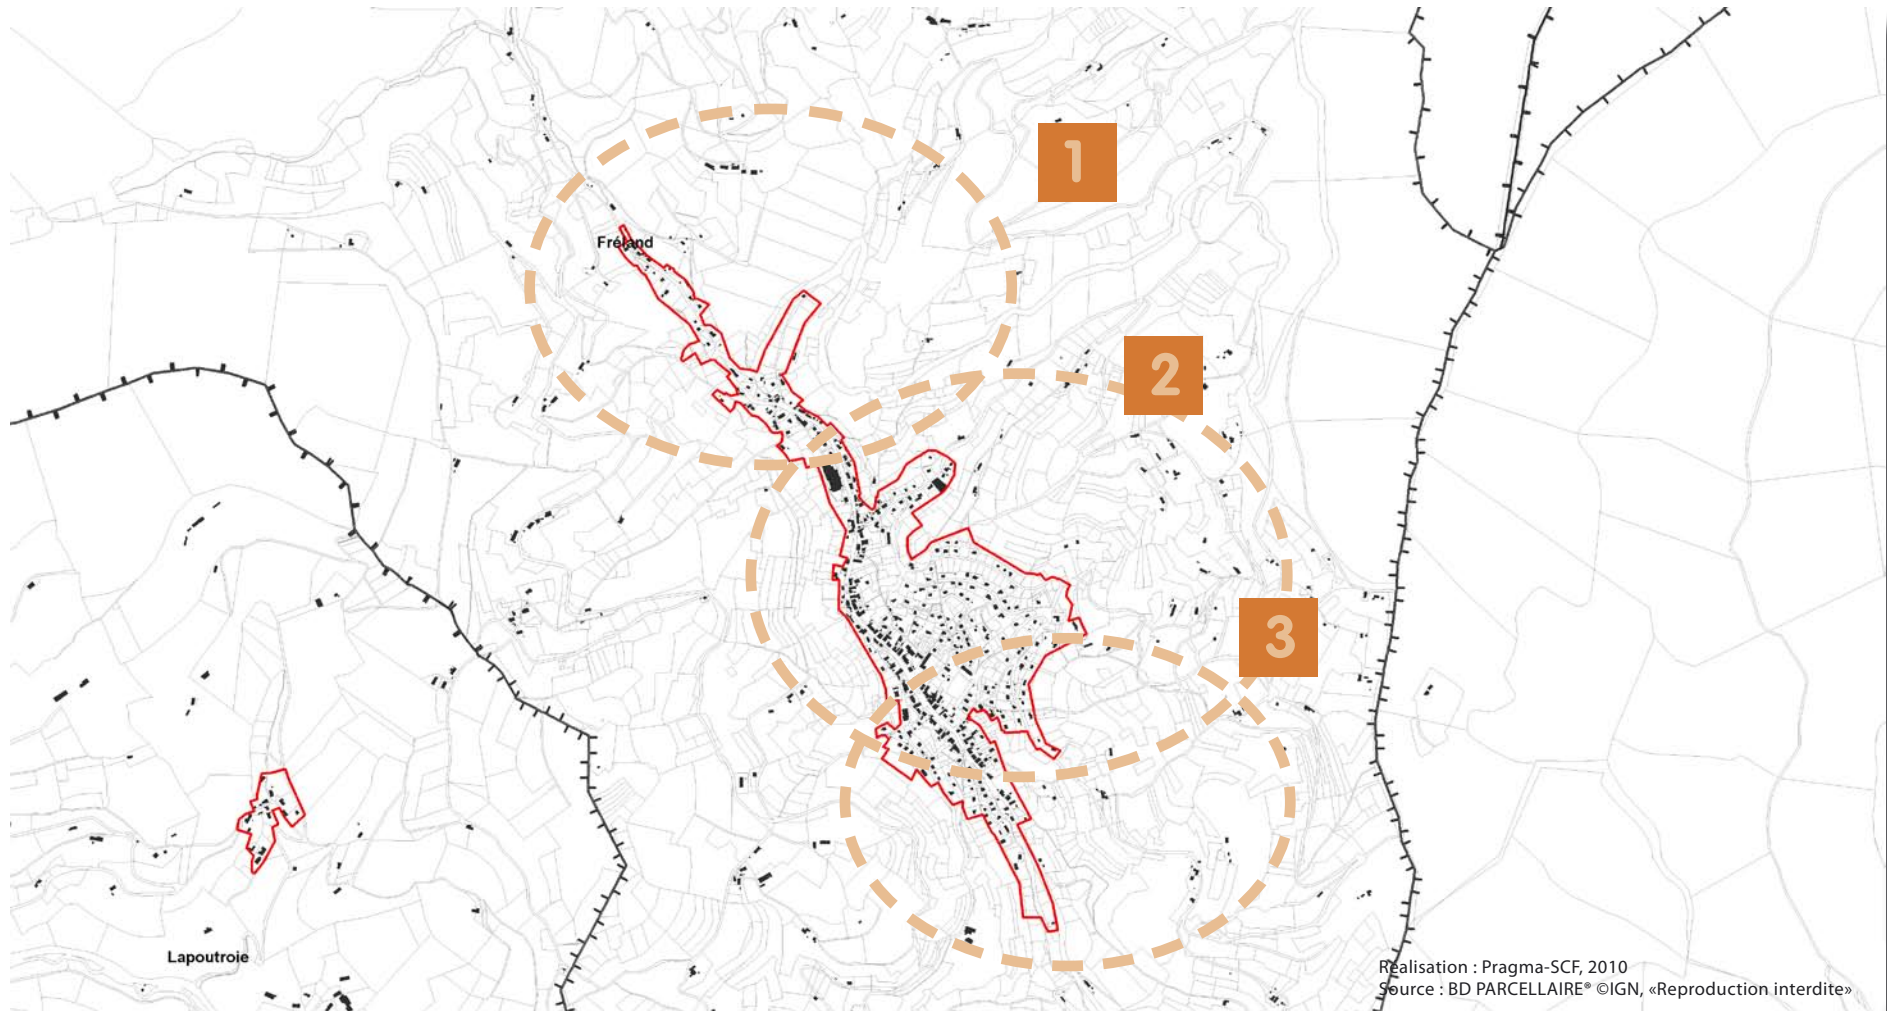 1
Fréland
2
3
Lapoutroie
Réalisation : Pragma-SCF, 2010
Source : BD PARCELLAIRE® ©IGN, «Reproduction interdite»